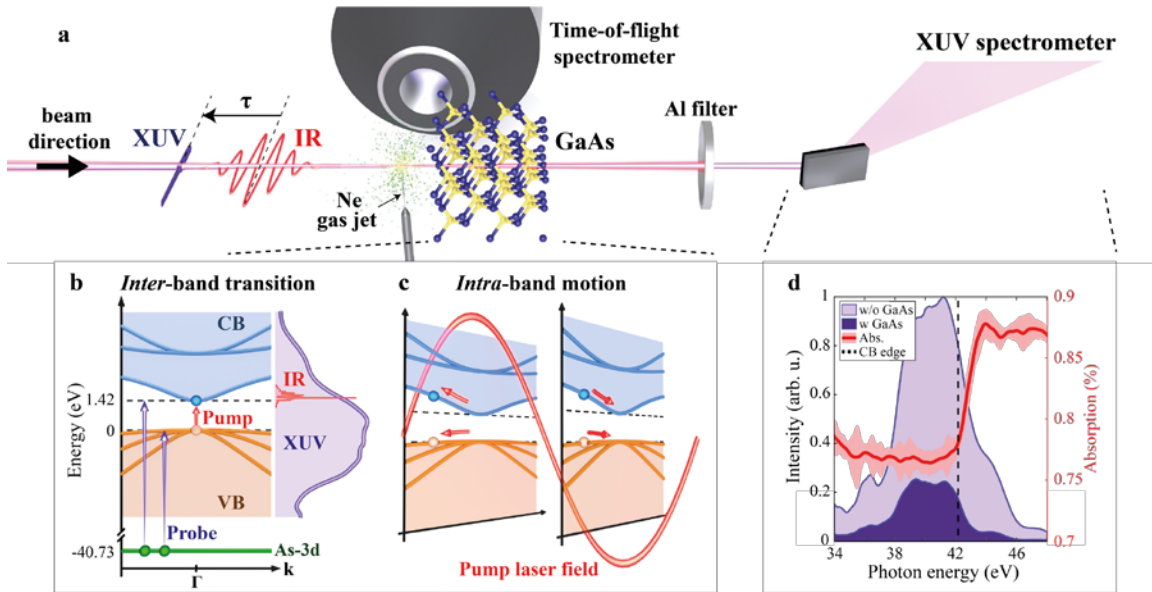 a
Time-of-flight
spectrometer
XUV spectrometer
Al filter
beam
direction
XUV
τ
IR
GaAs
Ne
gas jet
b
Inter-band transition
CB
Energy (eV)
1.42
0
IR
Pump
XUV
VB
Probe
-40.73
As-3d
k
Γ
c
Intra-band motion
Pump laser field
d
w/o GaAs
w GaAs
Abs.
CB edge
Intensity (arb. u.)
1
0.8
0.6
0.4
0.2
0
34
38
42
46
Photon energy (eV)
0.9
0.85
0.8
0.75
0.7
Absorption (%)